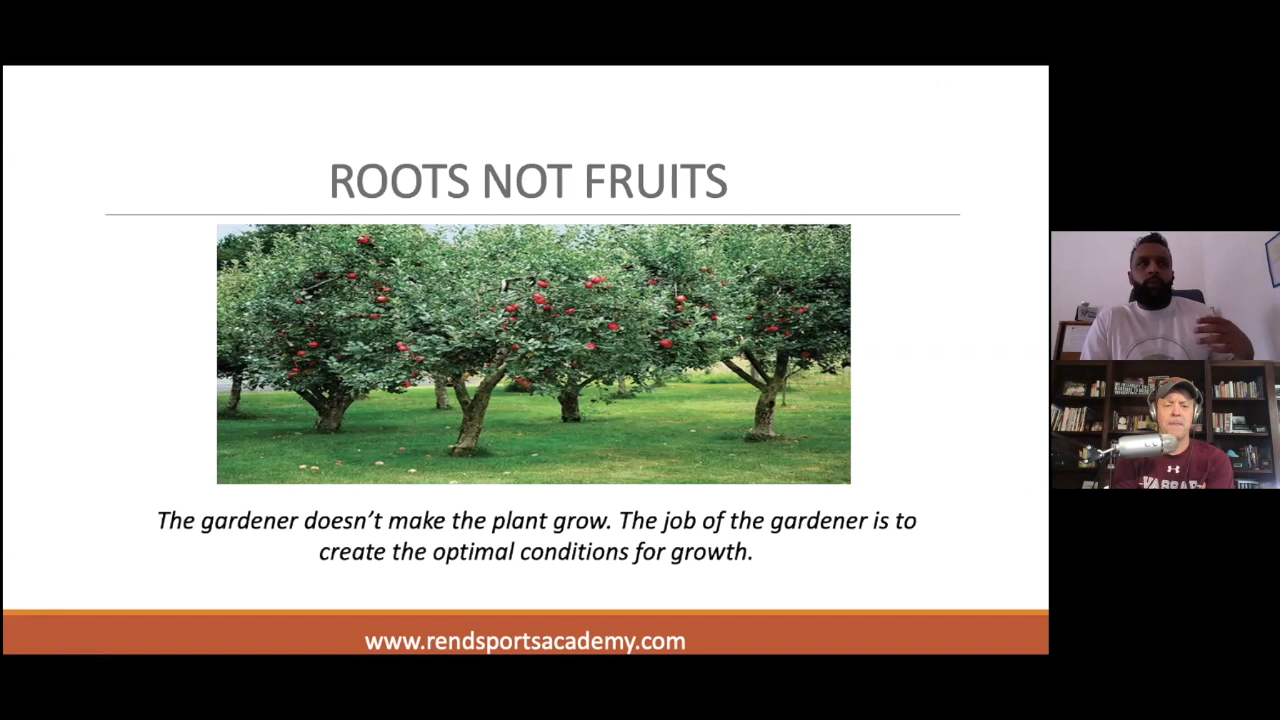 ROOTS NOT FRUITS
The gardener doesn’t make the plant grow. The job of the gardener is to
create the optimal conditions for growth.
www.rendsportsacademy.com
VASSAR